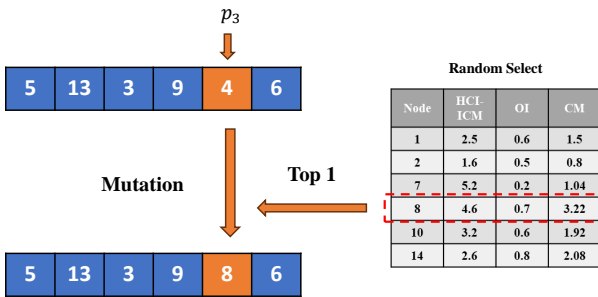 p₃
5 13 3 9 4 6
Random Select
Node HCI-ICM OI CM
1 2.5 0.6 1.5
2 1.6 0.5 0.8
7 5.2 0.2 1.04
8 4.6 0.7 3.22
10 3.2 0.6 1.92
14 2.6 0.8 2.08
Mutation
Top 1
5 13 3 9 8 6